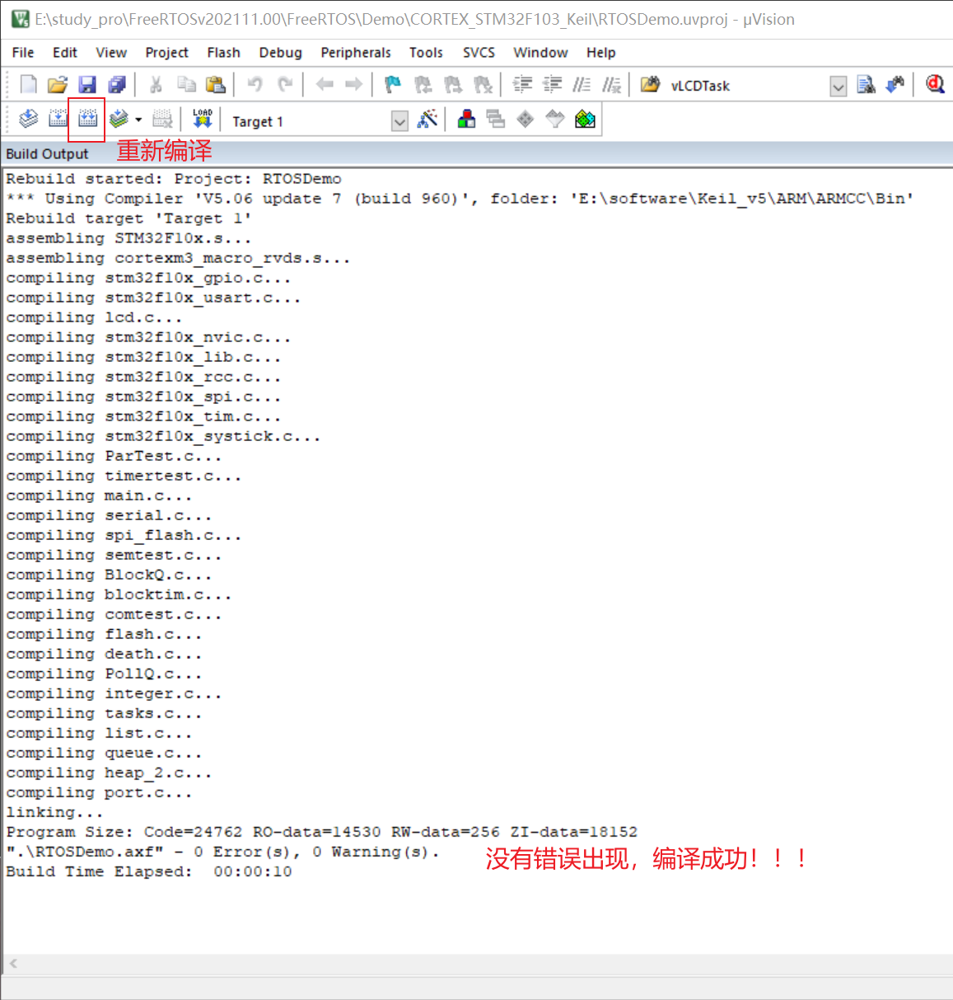 E:\study_pro\FreeRTOSv202111.00\FreeRTOS\Demo\CORTEX_STM32F103_Keil\RTOSDemo.uvproj - µVision
File Edit View Project Flash Debug Peripherals Tools SVCS Window Help
vLCDTask
LOAD Target 1
重新编译
Build Output
Rebuild started: Project: RTOSDemo
*** Using Compiler 'V5.06 update 7 (build 960)', folder: 'E:\software\Keil_v5\ARM\ARMCC\Bin'
Rebuild target 'Target 1'
assembling STM32F10x.s...
assembling cortexm3_macro_rvds.s...
compiling stm32f10x_gpio.c...
compiling stm32f10x_usart.c...
compiling lcd.c...
compiling stm32f10x_nvic.c...
compiling stm32f10x_lib.c...
compiling stm32f10x_rcc.c...
compiling stm32f10x_spi.c...
compiling stm32f10x_tim.c...
compiling stm32f10x_systick.c...
compiling ParTest.c...
compiling timertest.c...
compiling main.c...
compiling serial.c...
compiling spi_flash.c...
compiling semtest.c...
compiling BlockQ.c...
compiling blocktim.c...
compiling comtest.c...
compiling flash.c...
compiling death.c...
compiling PollQ.c...
compiling integer.c...
compiling tasks.c...
compiling list.c...
compiling queue.c...
compiling heap_2.c...
compiling port.c...
linking...
Program Size: Code=24762 RO-data=14530 RW-data=256 ZI-data=18152
".\RTOSDemo.axf" - 0 Error(s), 0 Warning(s).
没有错误出现，编译成功！！！
Build Time Elapsed:  00:00:10